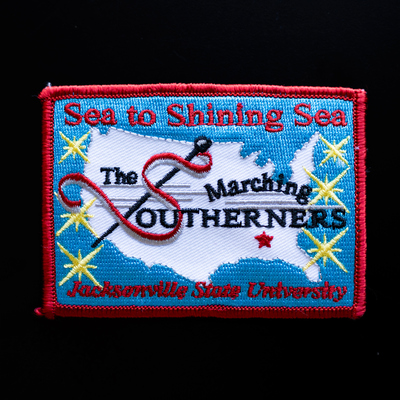 Sea to Shining Sea
The Marching
SOUTHERNERS
Jacksonville State University